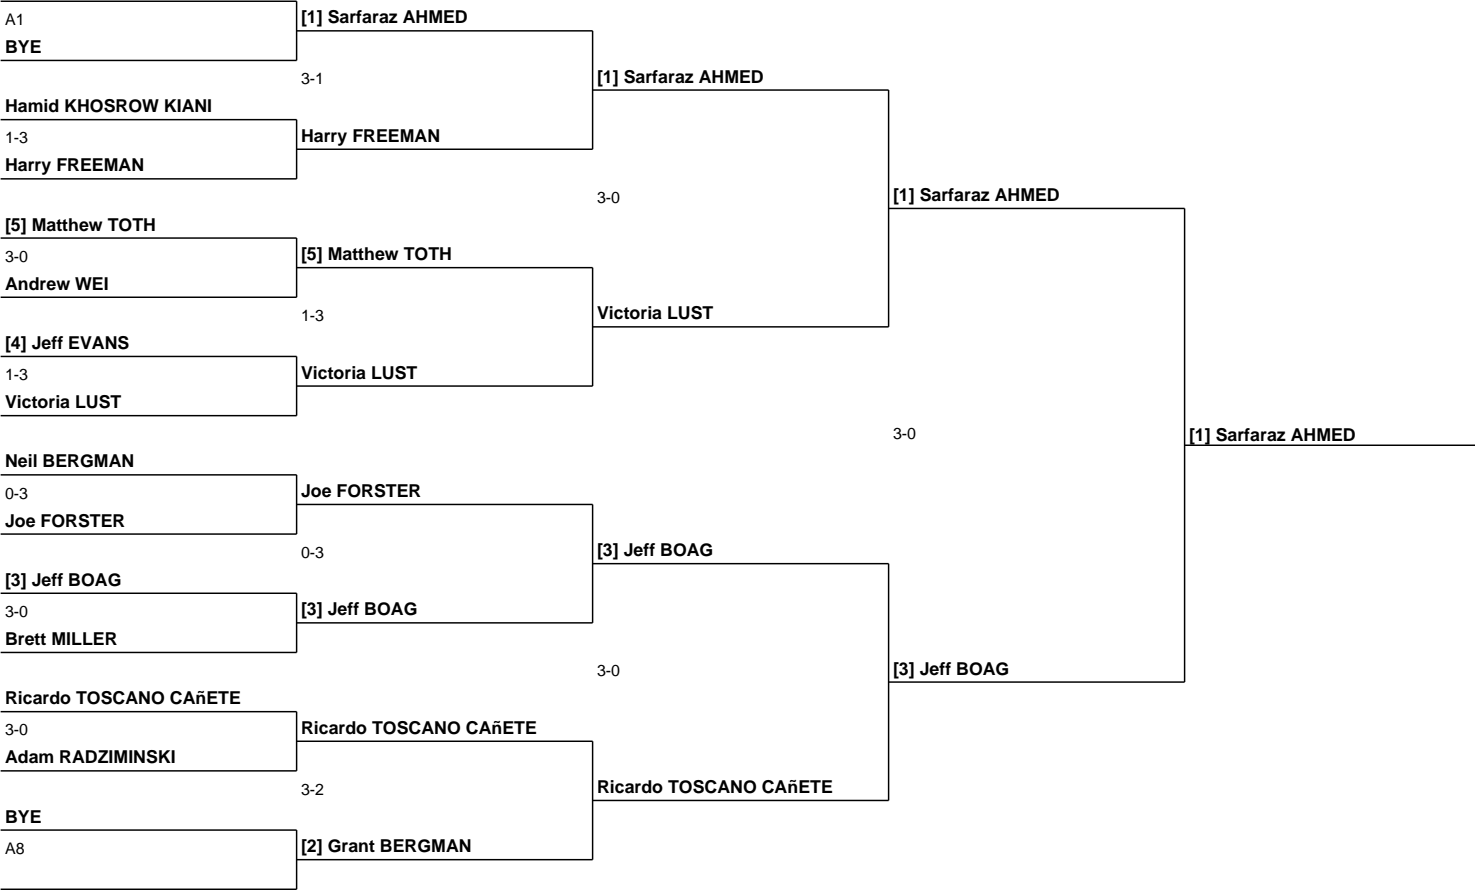 A1
BYE
Hamid KHOSROW KIANI
1-3
Harry FREEMAN
[5] Matthew TOTH
3-0
Andrew WEI
[4] Jeff EVANS
1-3
Victoria LUST
Neil BERGMAN
0-3
Joe FORSTER
[3] Jeff BOAG
3-0
Brett MILLER
Ricardo TOSCANO CAñETE
3-0
Adam RADZIMINSKI
BYE
A8
[1] Sarfaraz AHMED
3-1
Harry FREEMAN
[5] Matthew TOTH
1-3
Victoria LUST
Joe FORSTER
0-3
[3] Jeff BOAG
Ricardo TOSCANO CAñETE
3-2
[2] Grant BERGMAN
[1] Sarfaraz AHMED
3-0
Victoria LUST
[3] Jeff BOAG
3-0
Ricardo TOSCANO CAñETE
[1] Sarfaraz AHMED
3-0
[3] Jeff BOAG
[1] Sarfaraz AHMED